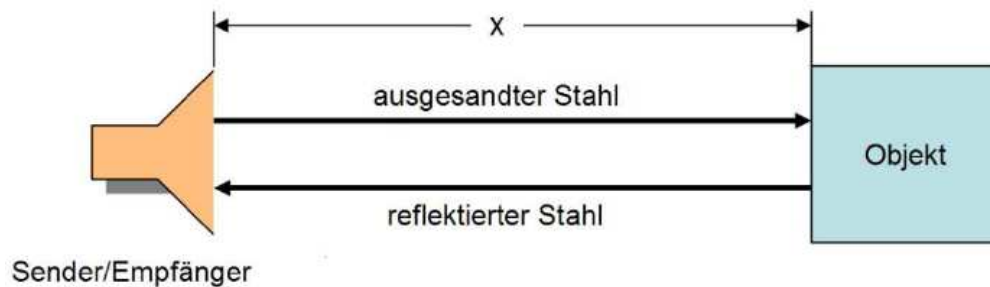 x
ausgesandter Stahl
Objekt
reflektierter Stahl
Sender/Empfänger